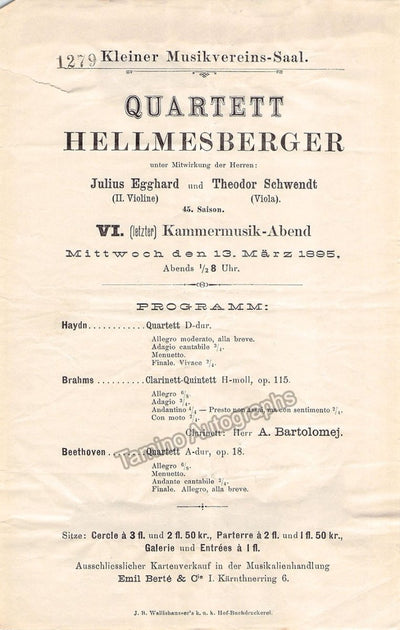 1279 Kleiner Musikvereins-Saal.
QUARTETT
HELLMESBERGER
unter Mitwirkung der Herren:
Julius Egghard und Theodor Schwendt
(II. Violine) (Viola).
45. Saison.
VI. (letzter) Kammermusik-Abend
Mittwoch den 13. März 1895,
Abends 1/2 8 Uhr.
PROGRAMM:
Haydn...........Quartett D-dur.
Allegro moderato, alla breve.
Adagio cantabile 3/4.
Menuetto.
Finale. Vivace 2/4.
Brahms..........Clarinett-Quintett H-moll, op. 115.
Allegro 6/8.
Adagio 3/4.
Andantino 4/4 — Presto non assai, ma con sentimento 2/4.
Con moto 2/4.
Clarinett: Herr A. Bartolomej.
Beethoven.......Quartett A-dur, op. 18.
Allegro 6/8.
Menuetto.
Andante cantabile 2/4.
Finale. Allegro, alla breve.
Tamino Autographs
Sitze: Cercle à 3 fl. und 2 fl. 50 kr., Parterre à 2 fl. und 1 fl. 50 kr.,
Galerie und Entrées à 1 fl.
Ausschliesslicher Kartenverkauf in der Musikalienhandlung
Emil Berté & Cie I. Kärnthnerring 6.
J. B. Wallishausser's k. u. k. Hof-Buchdruckerei.